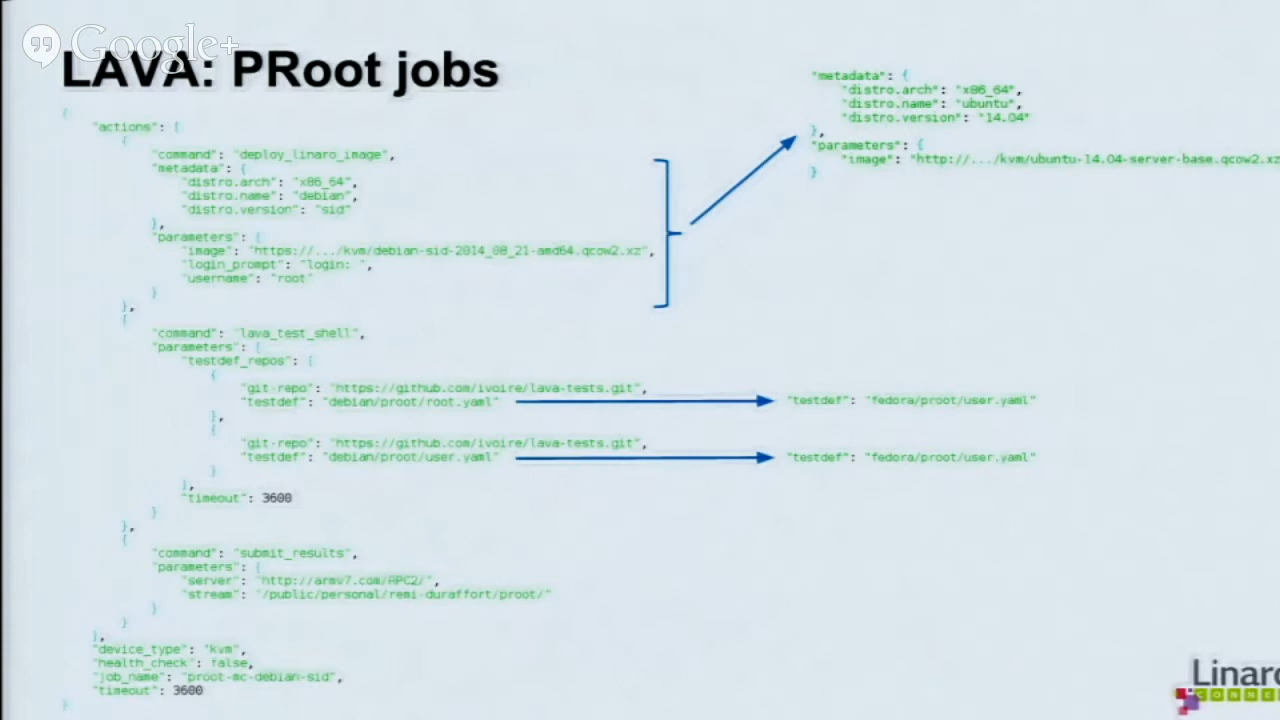 Google+
LAVA: PRoot jobs
{
"actions": [
{
"command": "deploy_linaro_image",
"metadata": {
"distro.arch": "x86_64",
"distro.name": "debian",
"distro.version": "sid"
},
"parameters": {
"image": "https://.../kvm/debian-sid-2014_08_21-amd64.qcow2.xz",
"login_prompt": "login: ",
"username": "root"
}
},
{
"command": "lava_test_shell",
"parameters": {
"testdef_repos": [
{
"git-repo": "https://github.com/ivoire/lava-tests.git",
"testdef": "debian/proot/root.yaml"
},
{
"git-repo": "https://github.com/ivoire/lava-tests.git",
"testdef": "debian/proot/user.yaml"
}
],
"timeout": 3600
}
},
{
"command": "submit_results",
"parameters": {
"server": "http://armv7.com/RPC2/",
"stream": "/public/personal/remi-duraffort/proot/"
}
}
],
"device_type": "kvm",
"health_check": false,
"job_name": "proot-mc-debian-sid",
"timeout": 3600
}
"metadata": {
"distro.arch": "x86_64",
"distro.name": "ubuntu",
"distro.version": "14.04"
},
"parameters": {
"image": "http://.../kvm/ubuntu-14.04-server-base.qcow2.xz
}
"testdef": "fedora/proot/user.yaml"
"testdef": "fedora/proot/user.yaml"
Linaro
CONNE